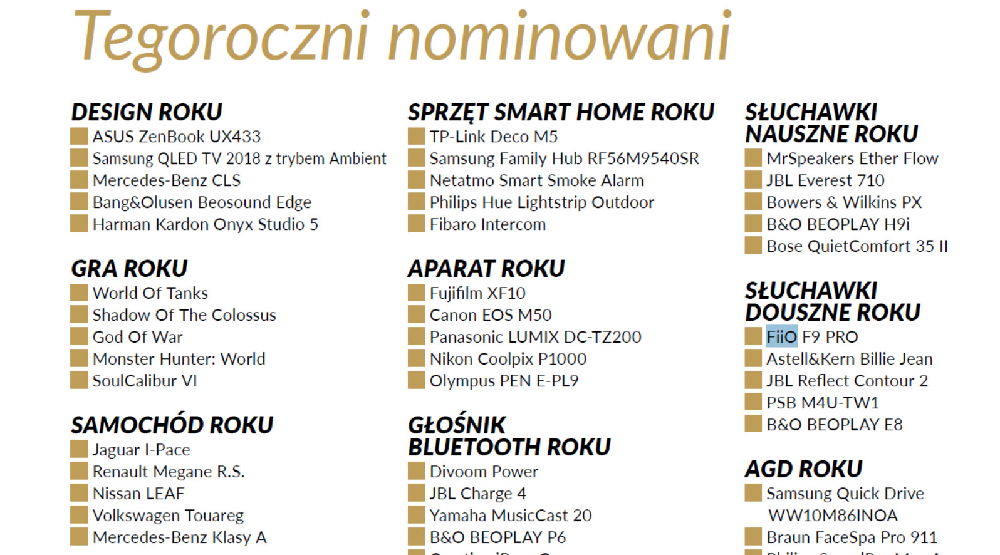 Tegoroczni nominowani
DESIGN ROKU
ASUS ZenBook UX433
Samsung QLED TV 2018 z trybem Ambient
Mercedes-Benz CLS
Bang&Olusen Beosound Edge
Harman Kardon Onyx Studio 5
GRA ROKU
World Of Tanks
Shadow Of The Colossus
God Of War
Monster Hunter: World
SoulCalibur VI
SAMOCHÓD ROKU
Jaguar I-Pace
Renault Megane R.S.
Nissan LEAF
Volkswagen Touareg
Mercedes-Benz Klasy A
SPRZĘT SMART HOME ROKU
TP-Link Deco M5
Samsung Family Hub RF56M9540SR
Netatmo Smart Smoke Alarm
Philips Hue Lightstrip Outdoor
Fibaro Intercom
APARAT ROKU
Fujifilm XF10
Canon EOS M50
Panasonic LUMIX DC-TZ200
Nikon Coolpix P1000
Olympus PEN E-PL9
GŁOŚNIK
BLUETOOTH ROKU
Divoom Power
JBL Charge 4
Yamaha MusicCast 20
B&O BEOPLAY P6
SŁUCHAWKI
NAUSZNE ROKU
MrSpeakers Ether Flow
JBL Everest 710
Bowers & Wilkins PX
B&O BEOPLAY H9i
Bose QuietComfort 35 II
SŁUCHAWKI
DOUSZNE ROKU
FiiO F9 PRO
Astell&Kern Billie Jean
JBL Reflect Contour 2
PSB M4U-TW1
B&O BEOPLAY E8
AGD ROKU
Samsung Quick Drive
WW10M86INOA
Braun FaceSpa Pro 911